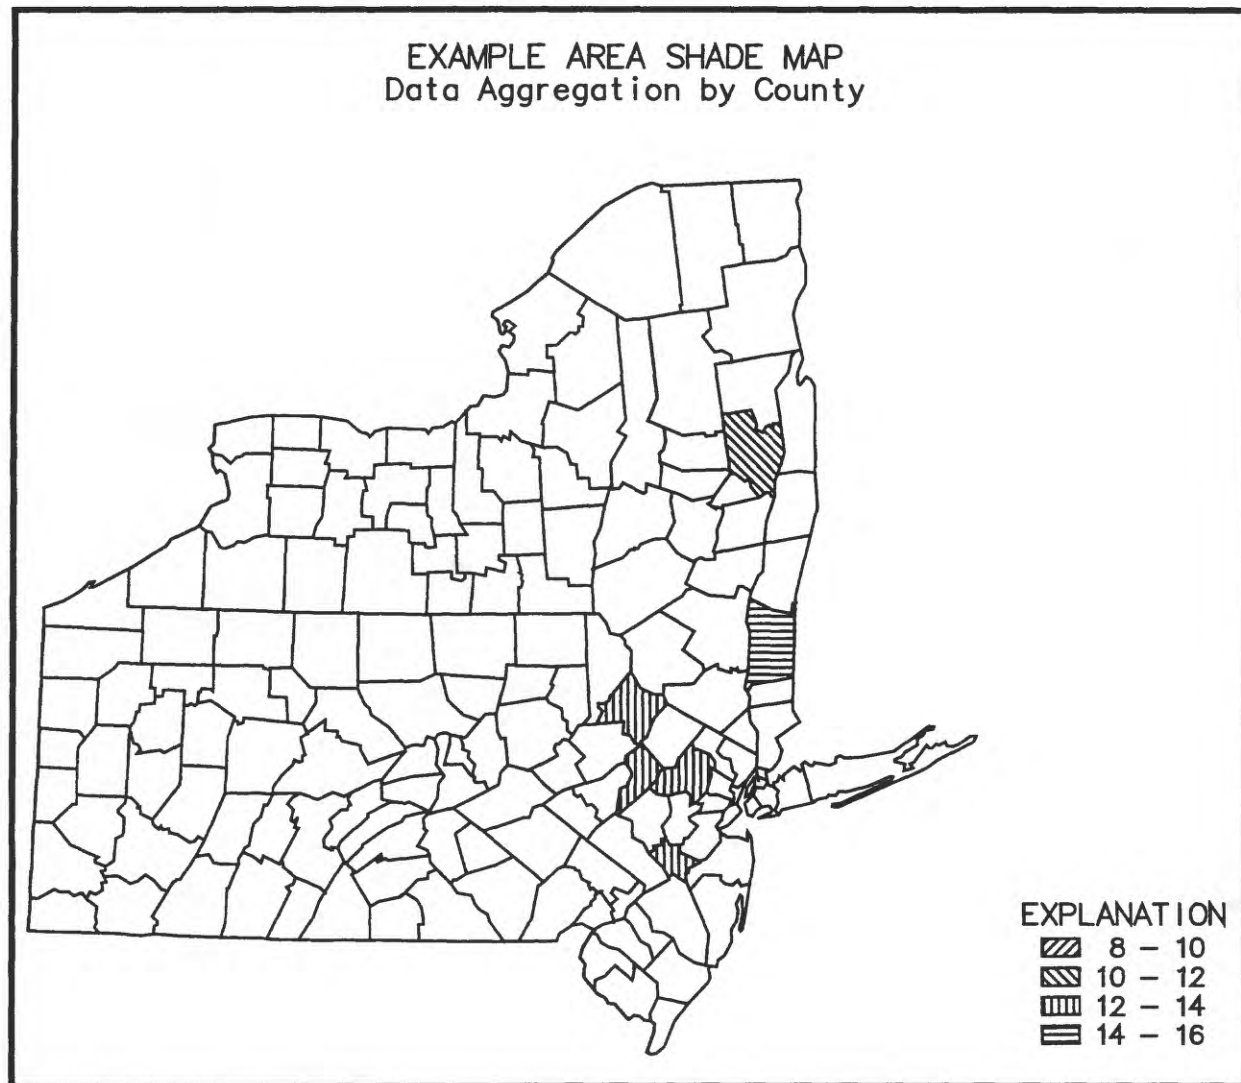 EXAMPLE AREA SHADE MAP
Data Aggregation by County
EXPLANATION
8 – 10
10 – 12
12 – 14
14 – 16